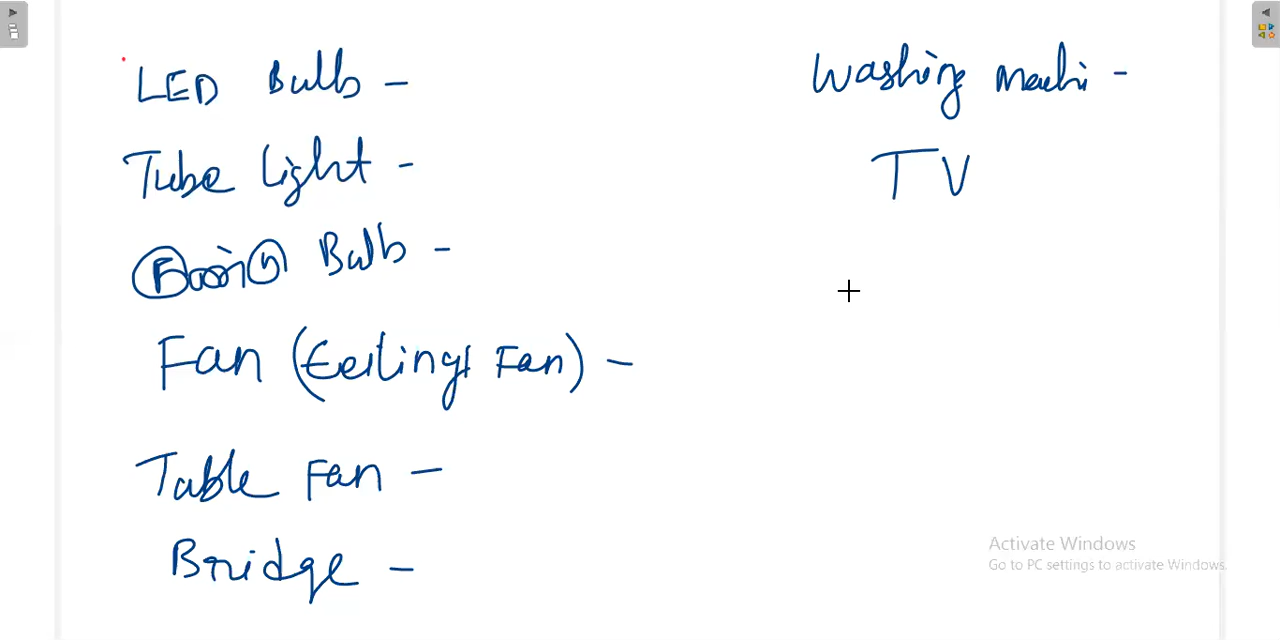 LED Bulb -
Tube Light -
Bulb -
Fan (Ceiling Fan) -
Table Fan -
Bridge -
Washing Machi -
TV
Activate Windows
Go to PC settings to activate Windows.